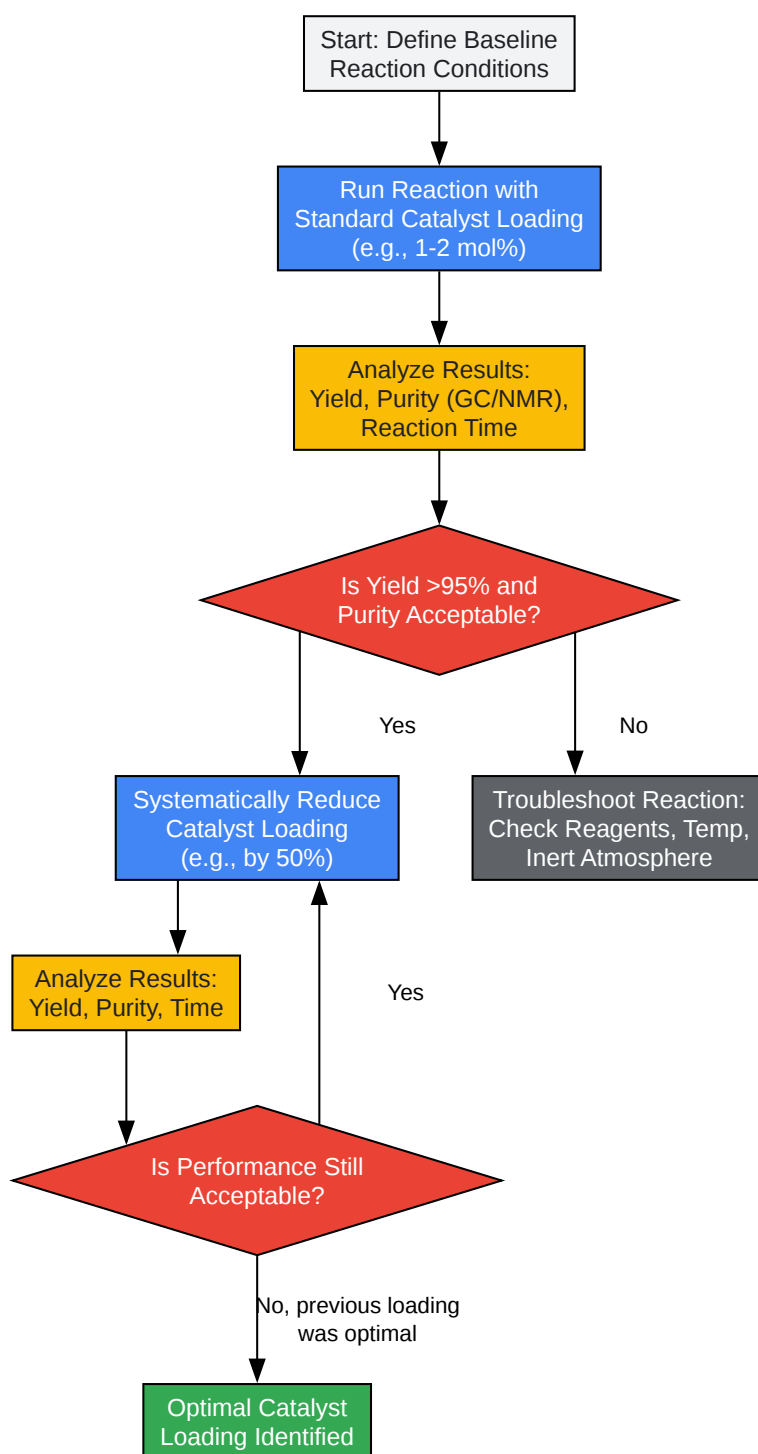 Start: Define Baseline
Reaction Conditions
Run Reaction with
Standard Catalyst Loading
(e.g., 1-2 mol%)
Analyze Results:
Yield, Purity (GC/NMR),
Reaction Time
Is Yield >95% and
Purity Acceptable?
Yes
No
Systematically Reduce
Catalyst Loading
(e.g., by 50%)
Troubleshoot Reaction:
Check Reagents, Temp,
Inert Atmosphere
Analyze Results:
Yield, Purity, Time
Yes
Is Performance Still
Acceptable?
No, previous loading
was optimal
Optimal Catalyst
Loading Identified